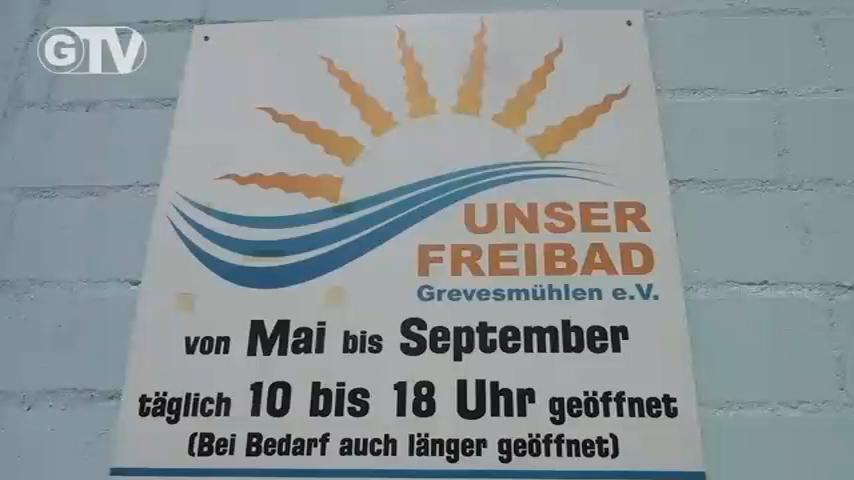 GTV
UNSER
FREIBAD
Grevesmühlen e.V.
von Mai bis September
täglich 10 bis 18 Uhr geöffnet
(Bei Bedarf auch länger geöffnet)